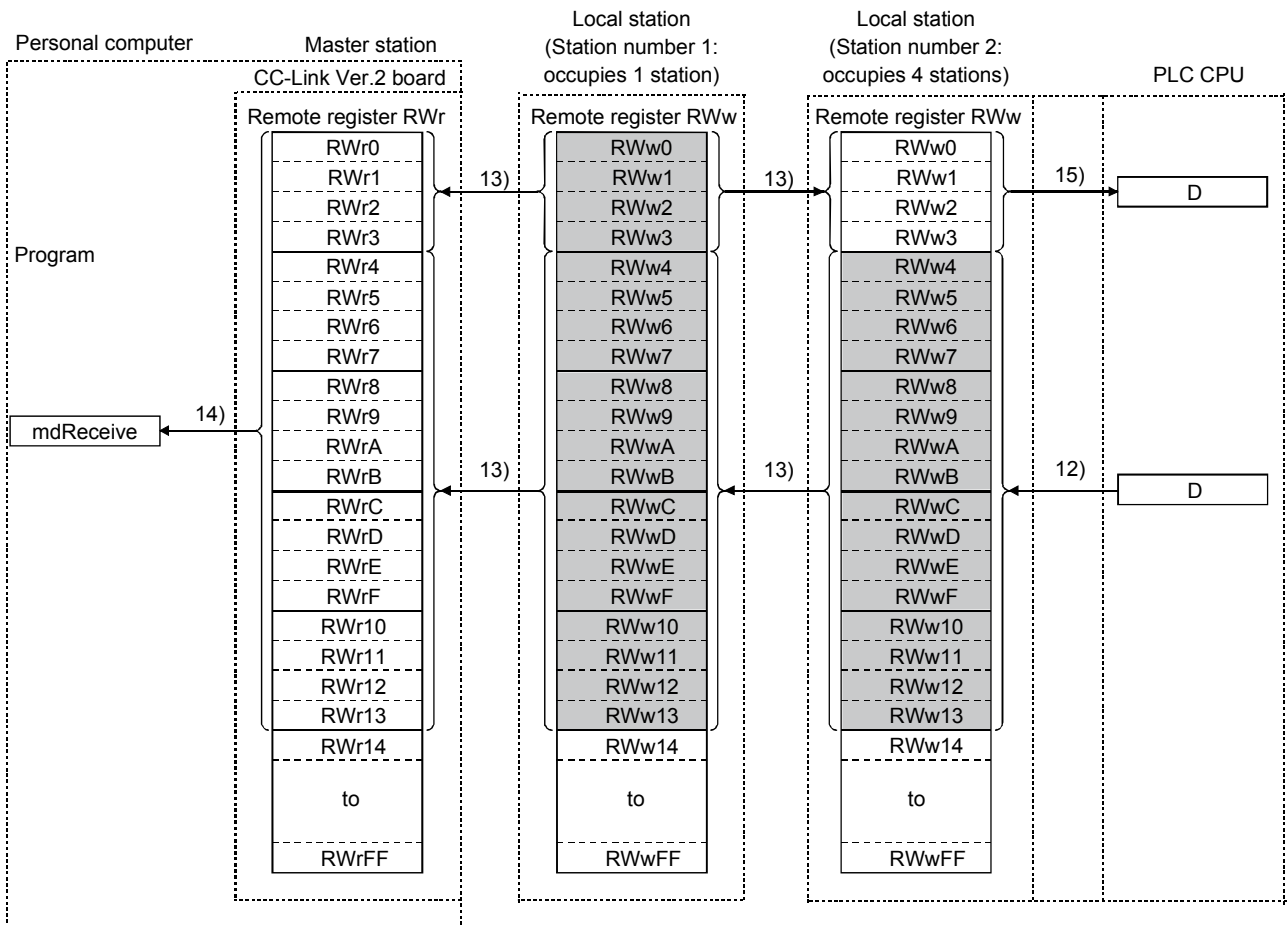 Personal computer
Master station
CC-Link Ver.2 board
Local station
(Station number 1:
occupies 1 station)
Local station
(Station number 2:
occupies 4 stations)
PLC CPU
Remote register RWr
Remote register RWw
Remote register RWw
RWr0
RWr1
RWr2
RWr3
RWr4
RWr5
RWr6
RWr7
RWr8
RWr9
RWrA
RWrB
RWrC
RWrD
RWrE
RWrF
RWr10
RWr11
RWr12
RWr13
RWr14
to
RWrFF
RWw0
RWw1
RWw2
RWw3
RWw4
RWw5
RWw6
RWw7
RWw8
RWw9
RWwA
RWwB
RWwC
RWwD
RWwE
RWwF
RWw10
RWw11
RWw12
RWw13
RWw14
to
RWwFF
RWw0
RWw1
RWw2
RWw3
RWw4
RWw5
RWw6
RWw7
RWw8
RWw9
RWwA
RWwB
RWwC
RWwD
RWwE
RWwF
RWw10
RWw11
RWw12
RWw13
RWw14
to
RWwFF
Program
mdReceive
14)
13)
13)
15)
D
13)
13)
12)
D